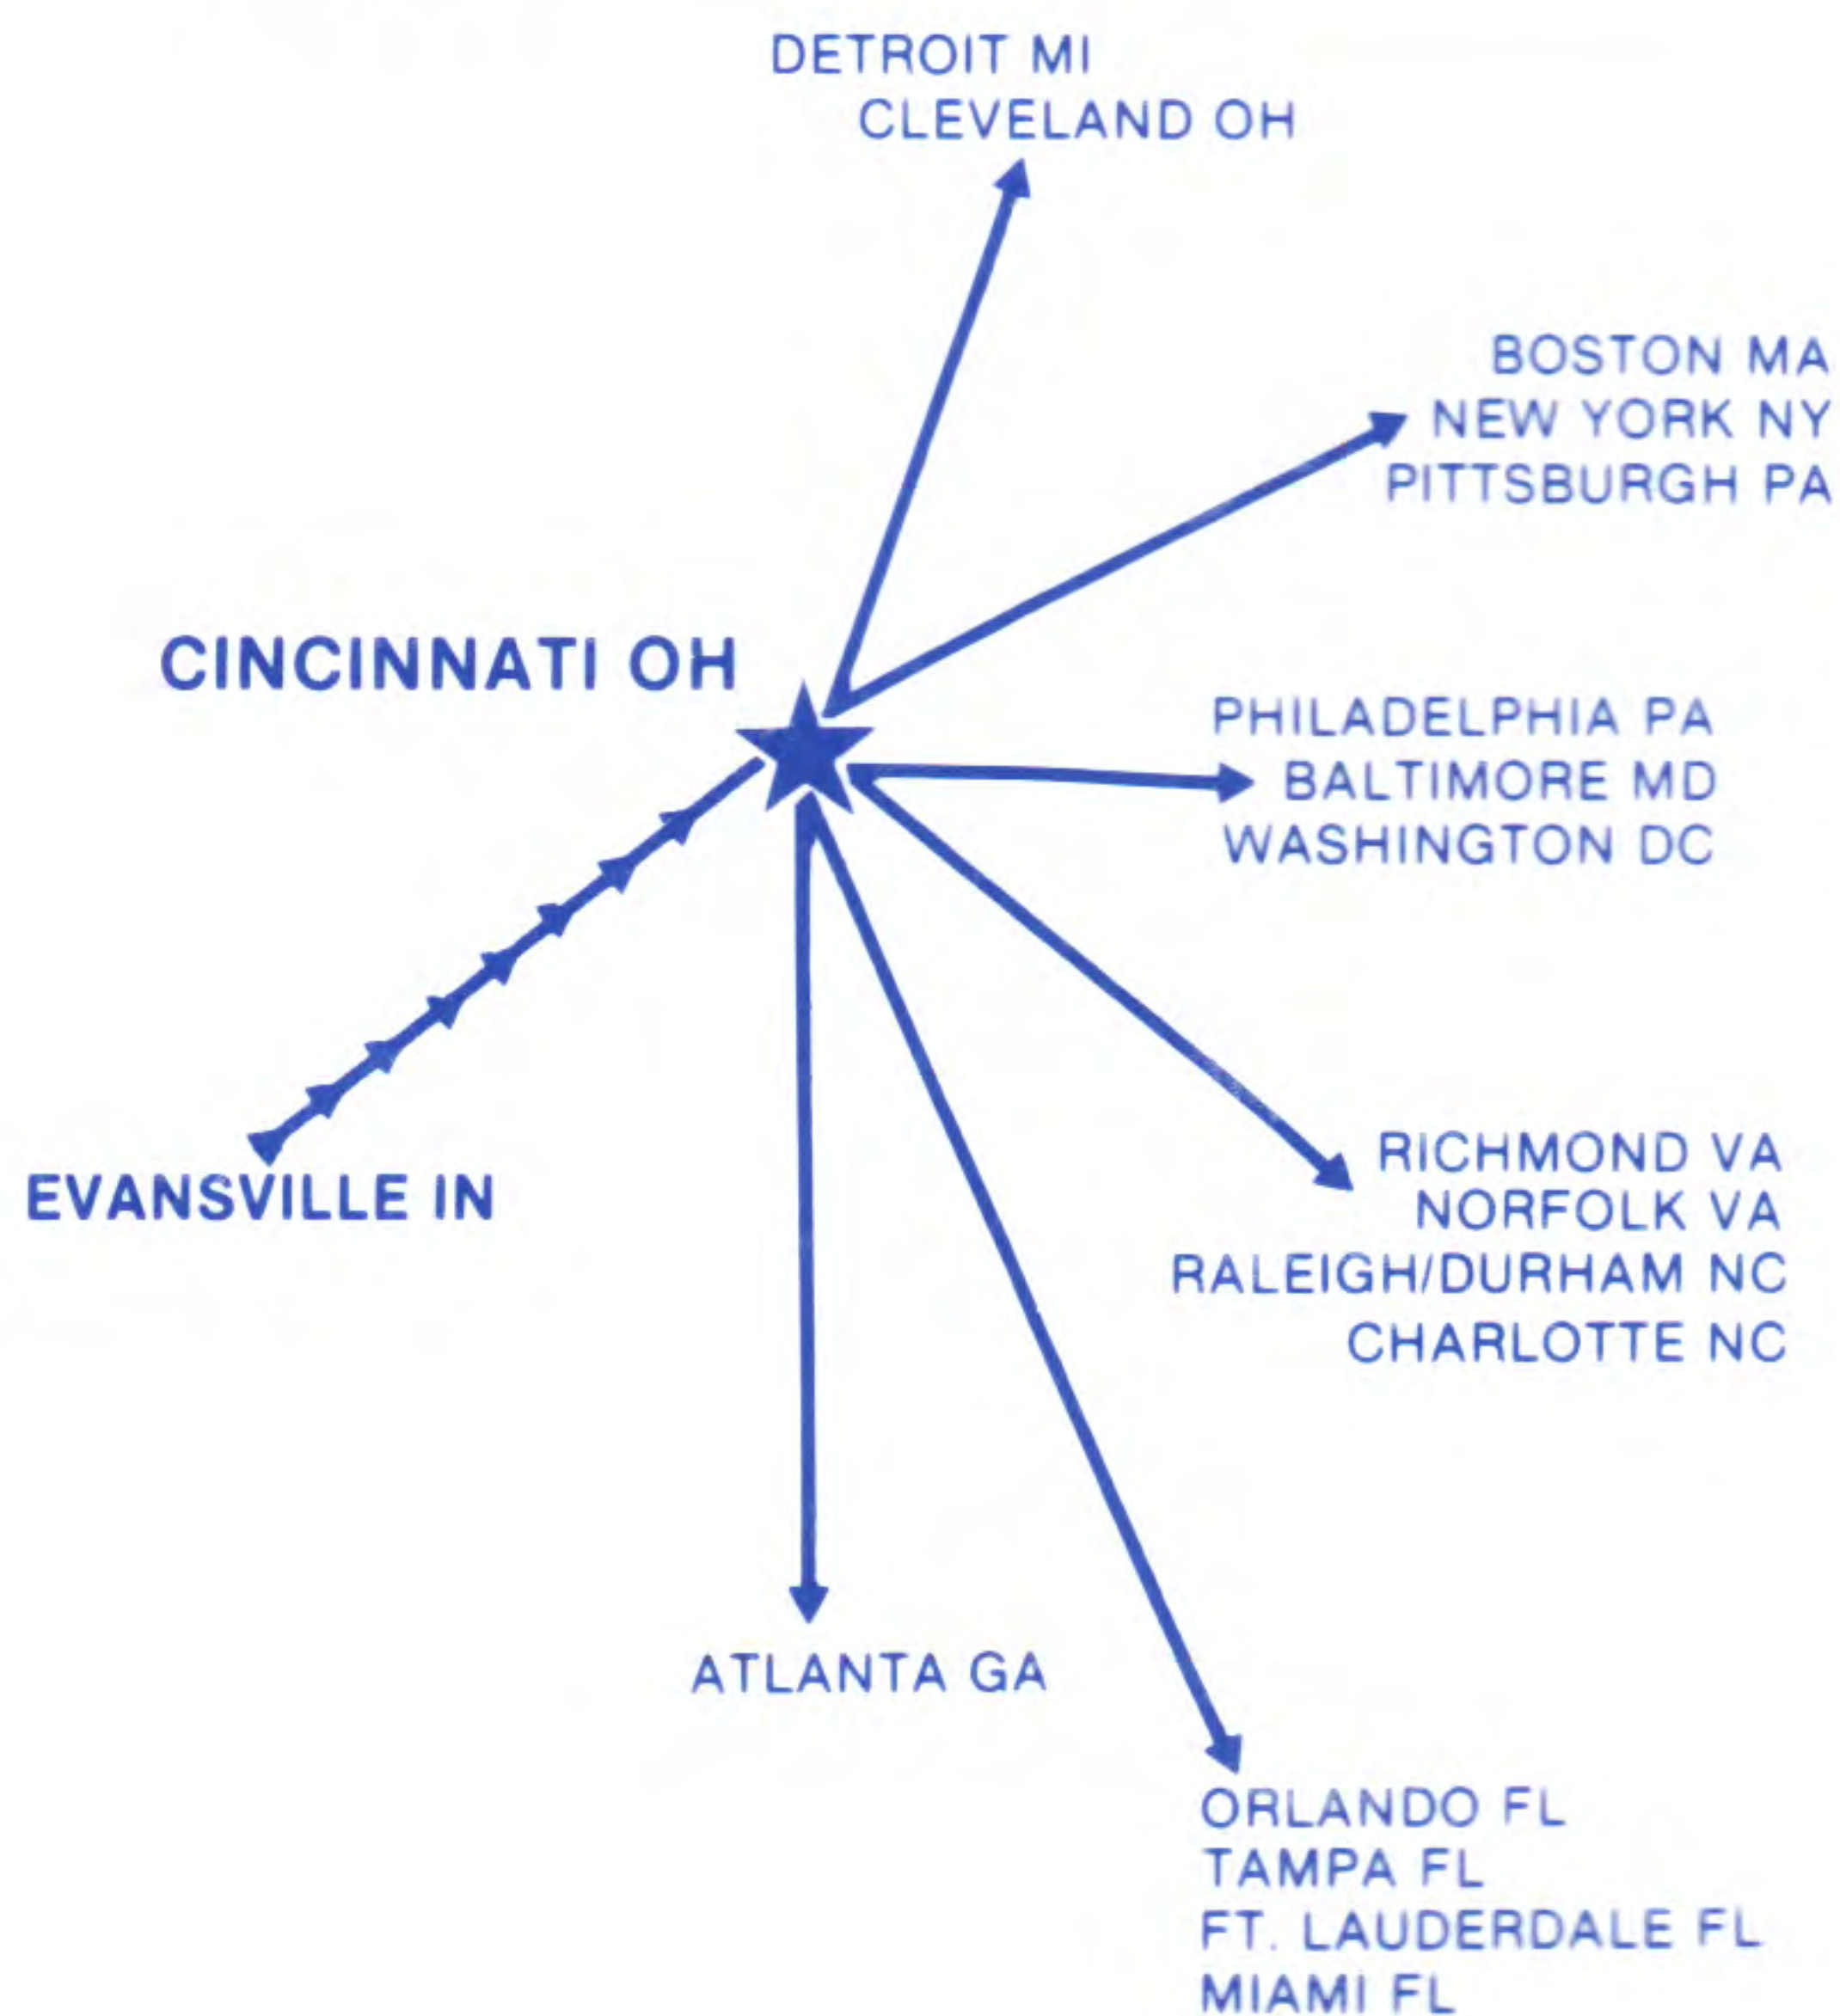 DETROIT MI
CLEVELAND OH
BOSTON MA
NEW YORK NY
PITTSBURGH PA
CINCINNATI OH
PHILADELPHIA PA
BALTIMORE MD
WASHINGTON DC
EVANSVILLE IN
RICHMOND VA
NORFOLK VA
RALEIGH/DURHAM NC
CHARLOTTE NC
ATLANTA GA
ORLANDO FL
TAMPA FL
FT. LAUDERDALE FL
MIAMI FL